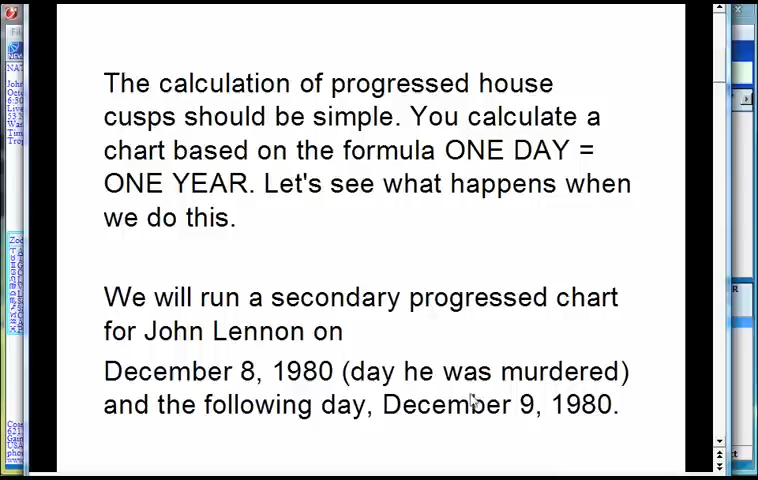 The calculation of progressed house
cusps should be simple. You calculate a
chart based on the formula ONE DAY =
ONE YEAR. Let's see what happens when
we do this.
We will run a secondary progressed chart
for John Lennon on
December 8, 1980 (day he was murdered)
and the following day, December 9, 1980.